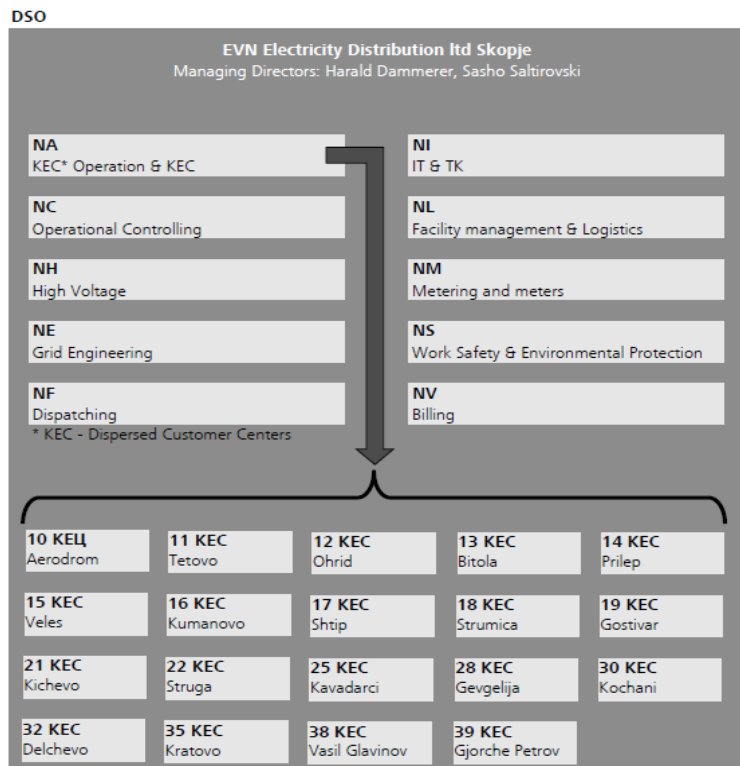 DSO
EVN Electricity Distribution ltd Skopje
Managing Directors: Harald Dammerer, Sasho Saltirovski
NA
KEC* Operation & KEC
NI
IT & TK
NC
Operational Controlling
NL
Facility management & Logistics
NH
High Voltage
NM
Metering and meters
NE
Grid Engineering
NS
Work Safety & Environmental Protection
NF
Dispatching
NV
Billing
* KEC - Dispersed Customer Centers
10 КЕЦ
Aerodrom
11 KEC
Tetovo
12 KEC
Ohrid
13 KEC
Bitola
14 KEC
Prilep
15 KEC
Veles
16 KEC
Kumanovo
17 KEC
Shtip
18 KEC
Strumica
19 KEC
Gostivar
21 KEC
Kichevo
22 KEC
Struga
25 KEC
Kavadarci
28 KEC
Gevgelija
30 KEC
Kochani
32 KEC
Delchevo
35 KEC
Kratovo
38 KEC
Vasil Glavinov
39 KEC
Gjorche Petrov